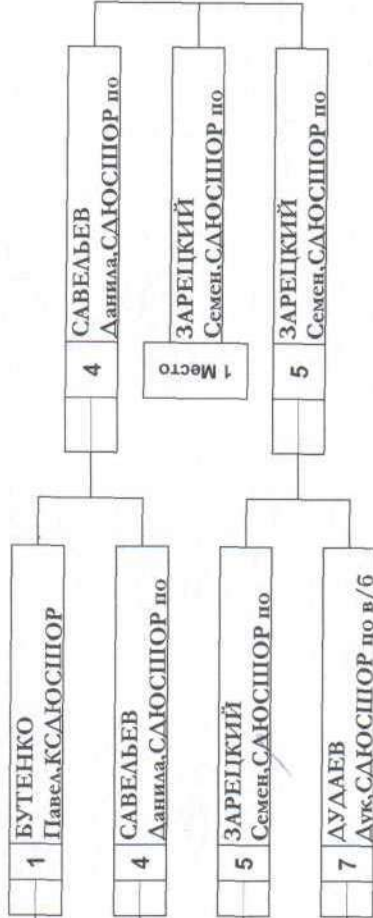 1
БУТЕНКО
Павел,КСДЮСШОР
4
САВЕЛЬЕВ
Данила,СДЮСШОР по
5
ЗАРЕЦКИЙ
Семен,СДЮСШОР по
7
ДУДАЕВ
Дук,СДЮСШОР по в/б
4
САВЕЛЬЕВ
Данила,СДЮСШОР по
1 Место
ЗАРЕЦКИЙ
Семен,СДЮСШОР по
5
ЗАРЕЦКИЙ
Семен,СДЮСШОР по